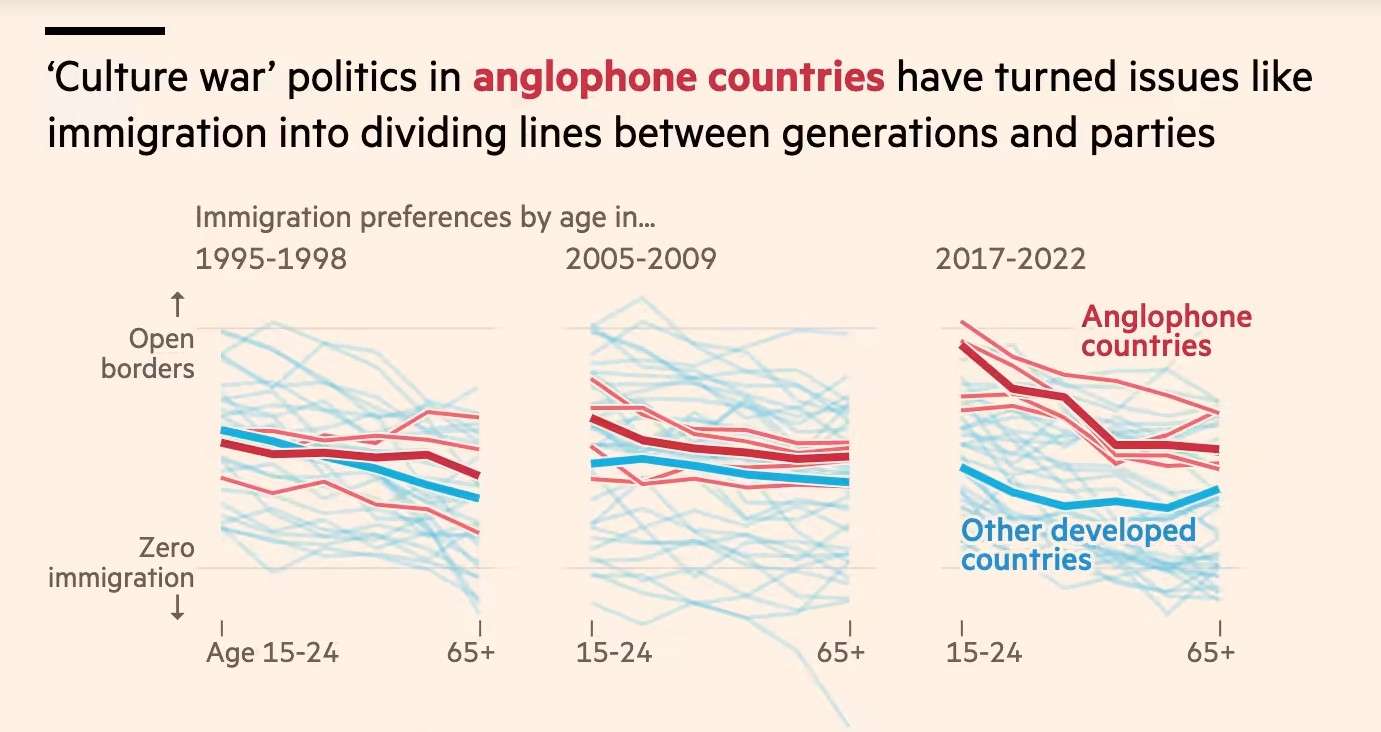 ‘Culture war’ politics in anglophone countries have turned issues like
immigration into dividing lines between generations and parties
Immigration preferences by age in...
1995-1998
2005-2009
2017-2022
↑
Open
borders
Zero
immigration
↓
Anglophone
countries
Other developed
countries
Age 15-24
65+
15-24
65+
15-24
65+